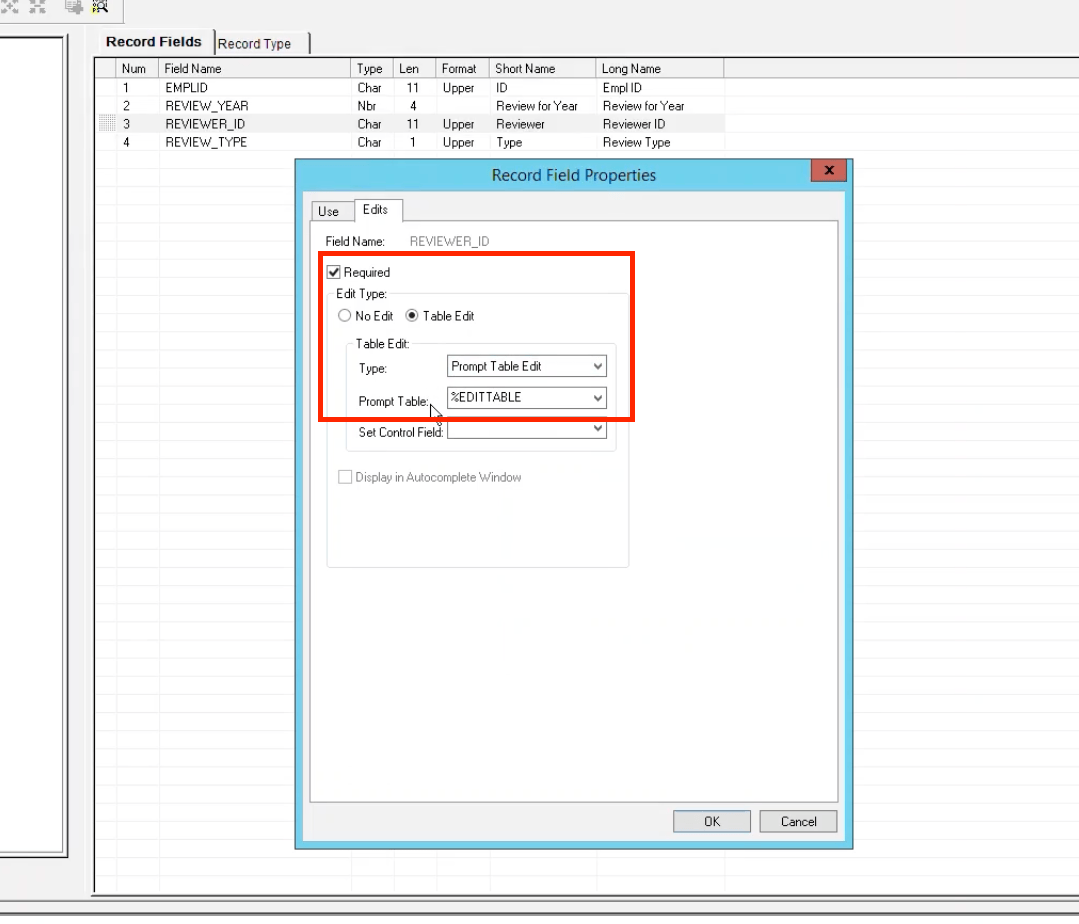 Record Fields Record Type
Num Field Name Type Len Format Short Name Long Name
1 EMPLID Char 11 Upper ID Empl ID
2 REVIEW_YEAR Nbr 4 Review for Year Review for Year
3 REVIEWER_ID Char 11 Upper Reviewer Reviewer ID
4 REVIEW_TYPE Char 1 Upper Type Review Type
Record Field Properties x
Use Edits
Field Name: REVIEWER_ID
Required
Edit Type:
No Edit Table Edit
Table Edit:
Type: Prompt Table Edit
Prompt Table: %EDITTABLE
Set Control Field:
Display in Autocomplete Window
OK Cancel